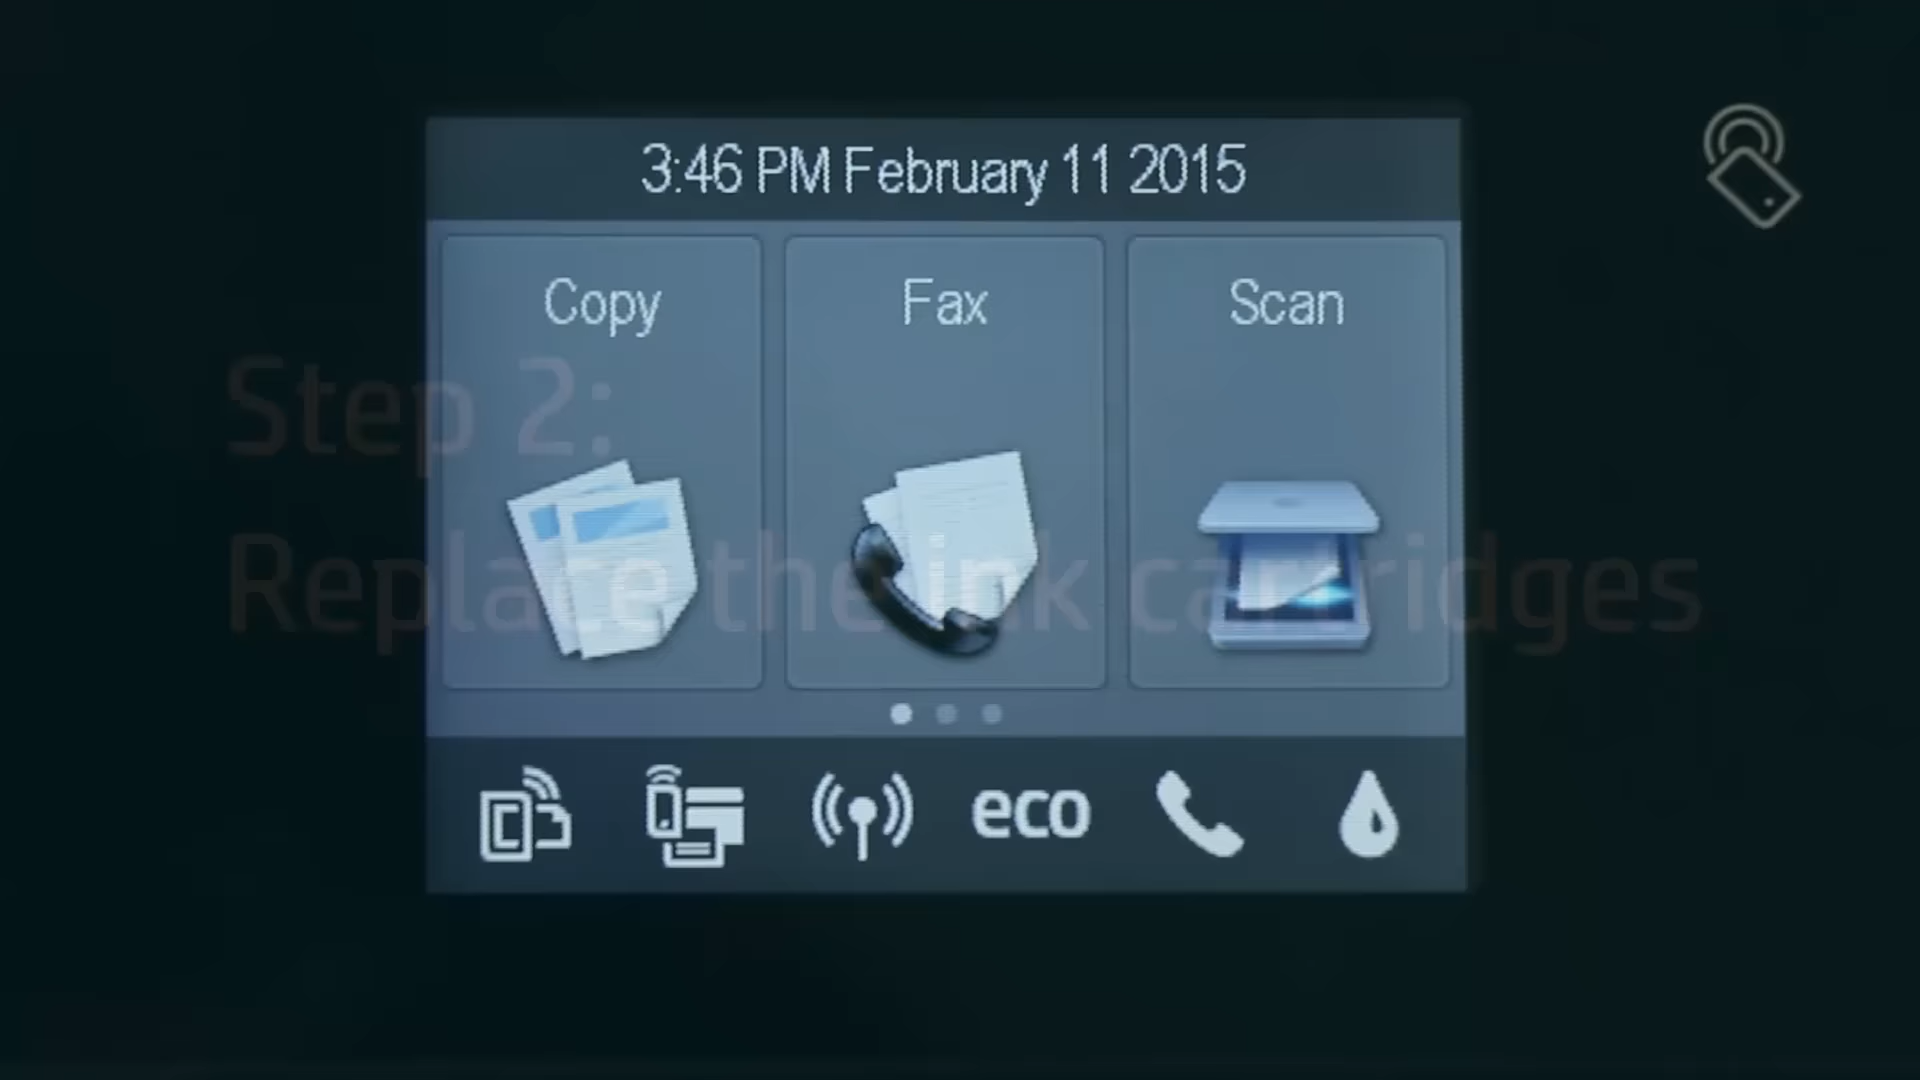 3:46 PM February 11 2015
Copy
Fax
Scan
Step 2:
Replace the ink cartridges
eco